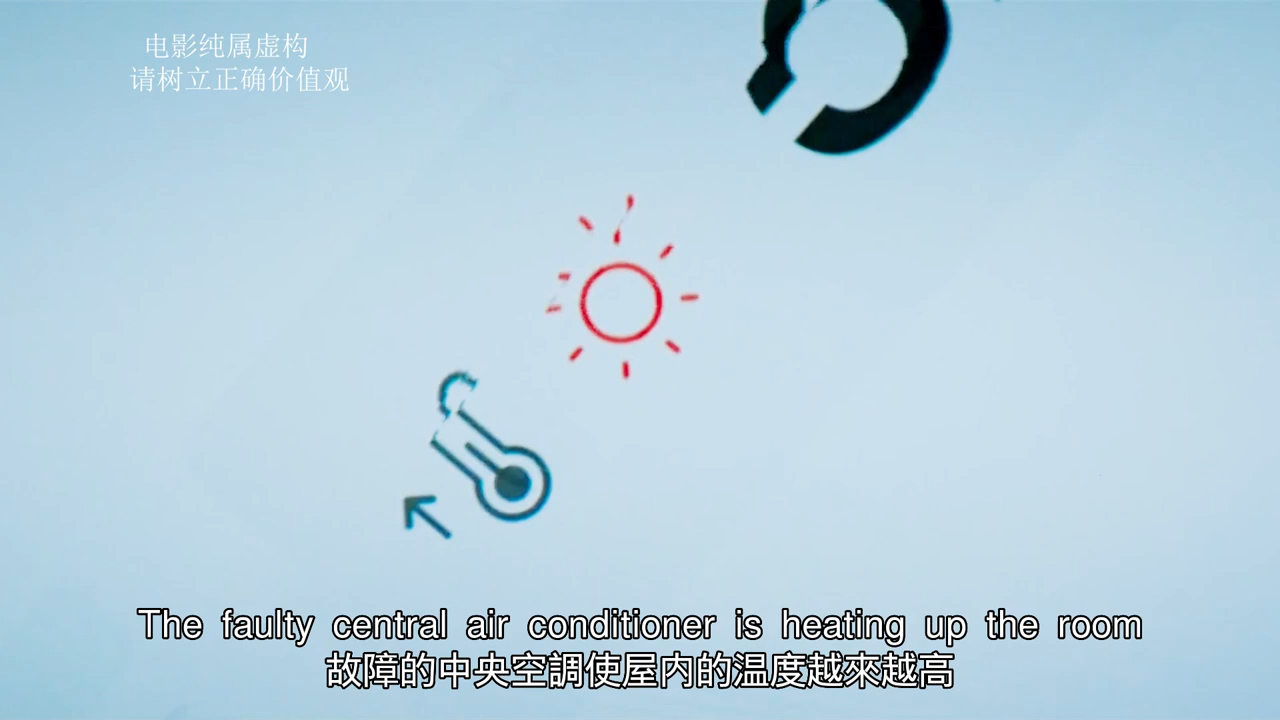 电影纯属虚构
请树立正确价值观
The faulty central air conditioner is heating up the room
故障的中央空調使屋内的温度越來越高